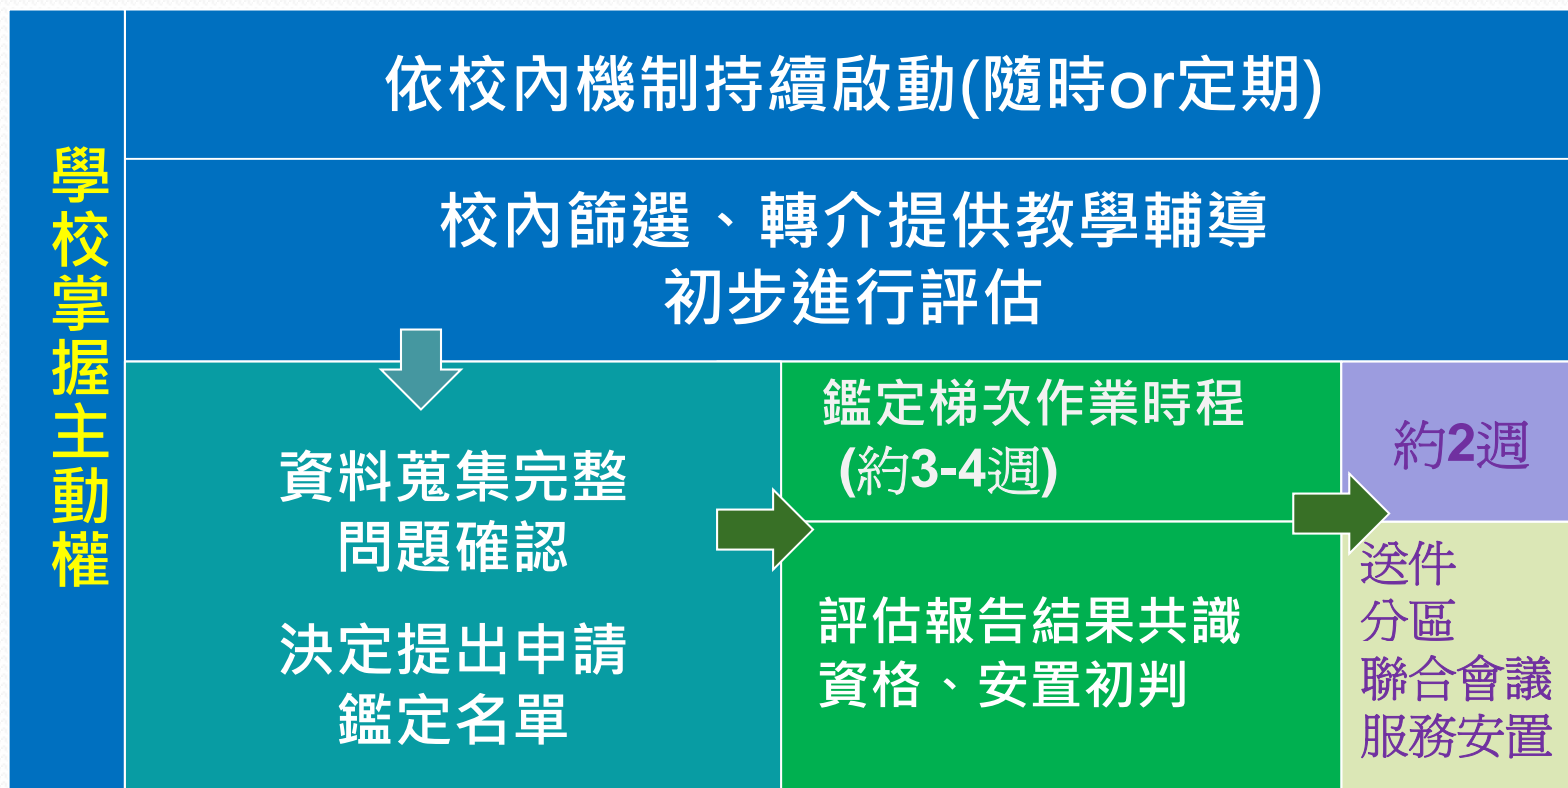 學校掌握主動權
依校內機制持續啟動(隨時or定期)
校內篩選、轉介提供教學輔導
初步進行評估
資料蒐集完整
問題確認
決定提出申請
鑑定名單
鑑定梯次作業時程
(約3-4週)
評估報告結果共識
資格、安置初判
約2週
送件
分區
聯合會議
服務安置